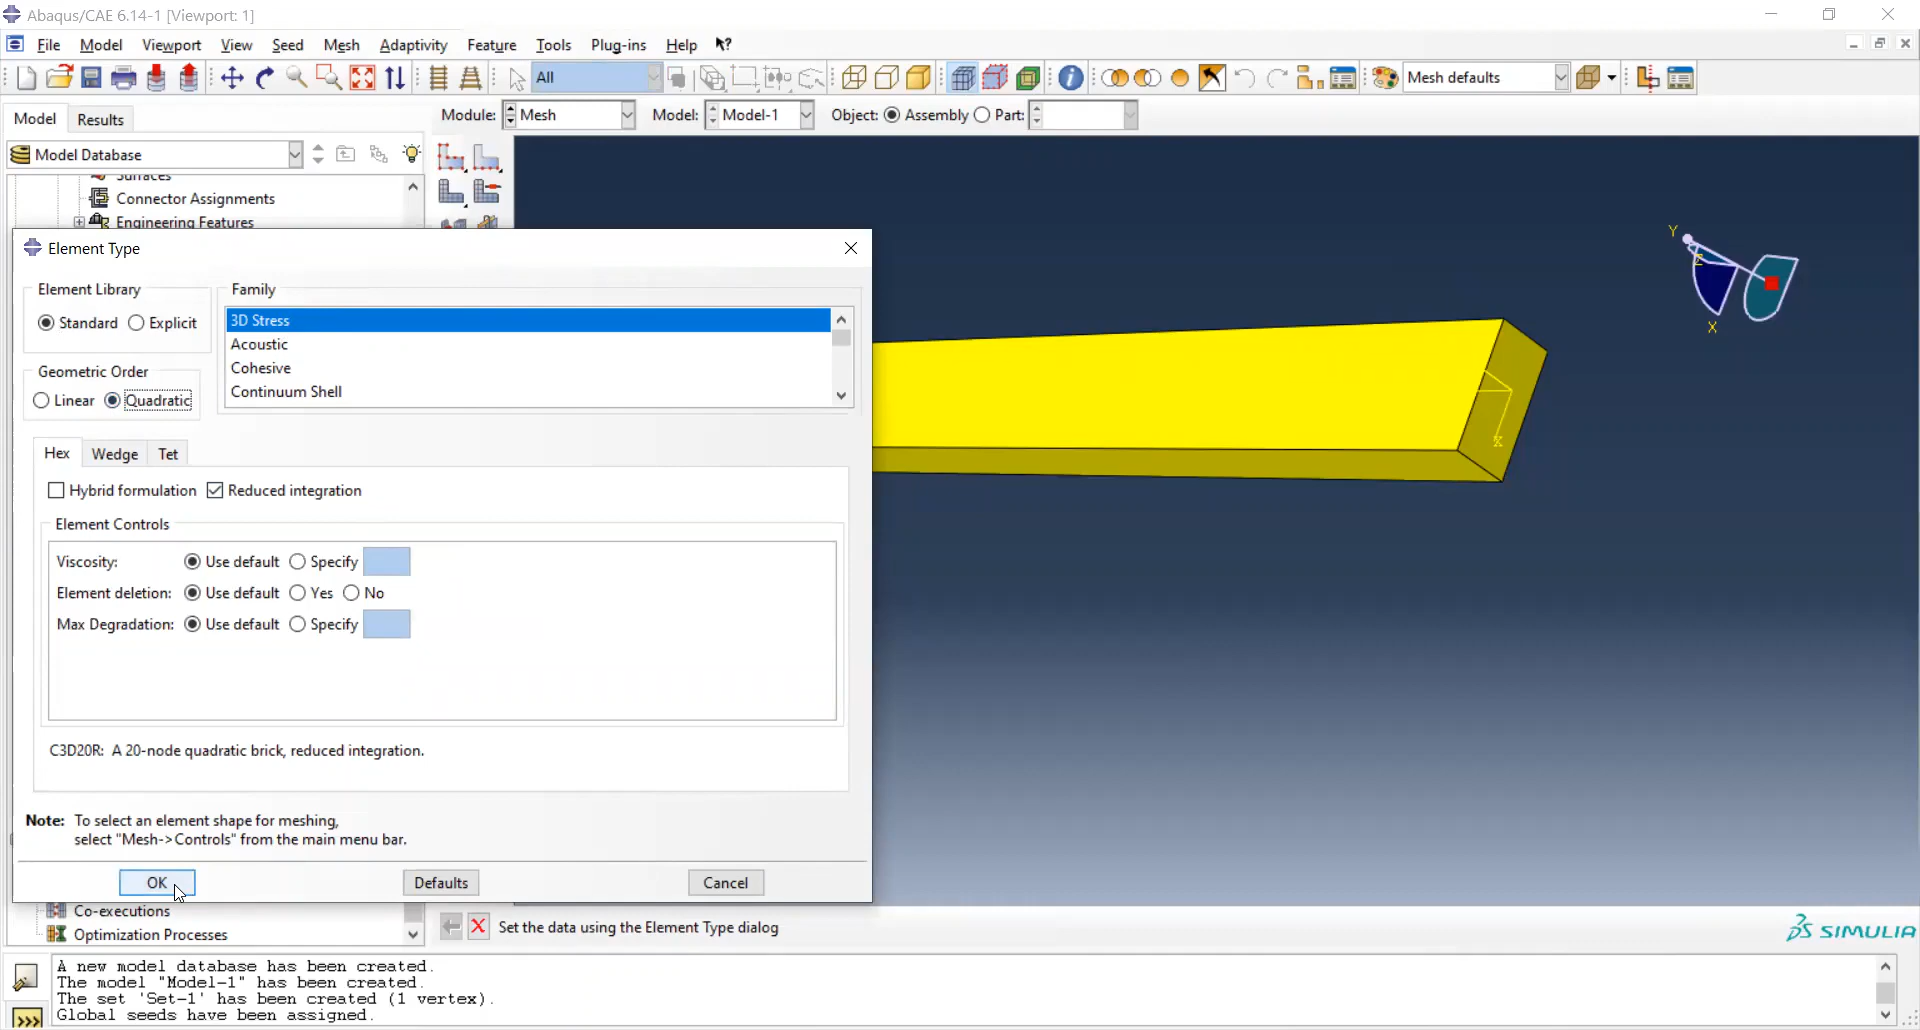 Abaqus/CAE 6.14-1 [Viewport: 1]
File Model Viewport View Seed Mesh Adaptivity Feature Tools Plug-ins Help
All
Mesh defaults
Model Results
Module: Mesh Model: Model-1 Object: Assembly Part:
Model Database
Surfaces
Connector Assignments
Engineering Features
Element Type
Element Library
Standard Explicit
Family
3D Stress
Acoustic
Cohesive
Continuum Shell
Geometric Order
Linear Quadratic
Hex Wedge Tet
Hybrid formulation Reduced integration
Element Controls
Viscosity: Use default Specify
Element deletion: Use default Yes No
Max Degradation: Use default Specify
C3D20R: A 20-node quadratic brick, reduced integration.
Note: To select an element shape for meshing,
select "Mesh->Controls" from the main menu bar.
OK Defaults Cancel
Y
Z
X
X
Co-executions
Optimization Processes
Set the data using the Element Type dialog
SIMULIA
A new model database has been created.
The model "Model-1" has been created.
The set 'Set-1' has been created (1 vertex).
Global seeds have been assigned.
>>>